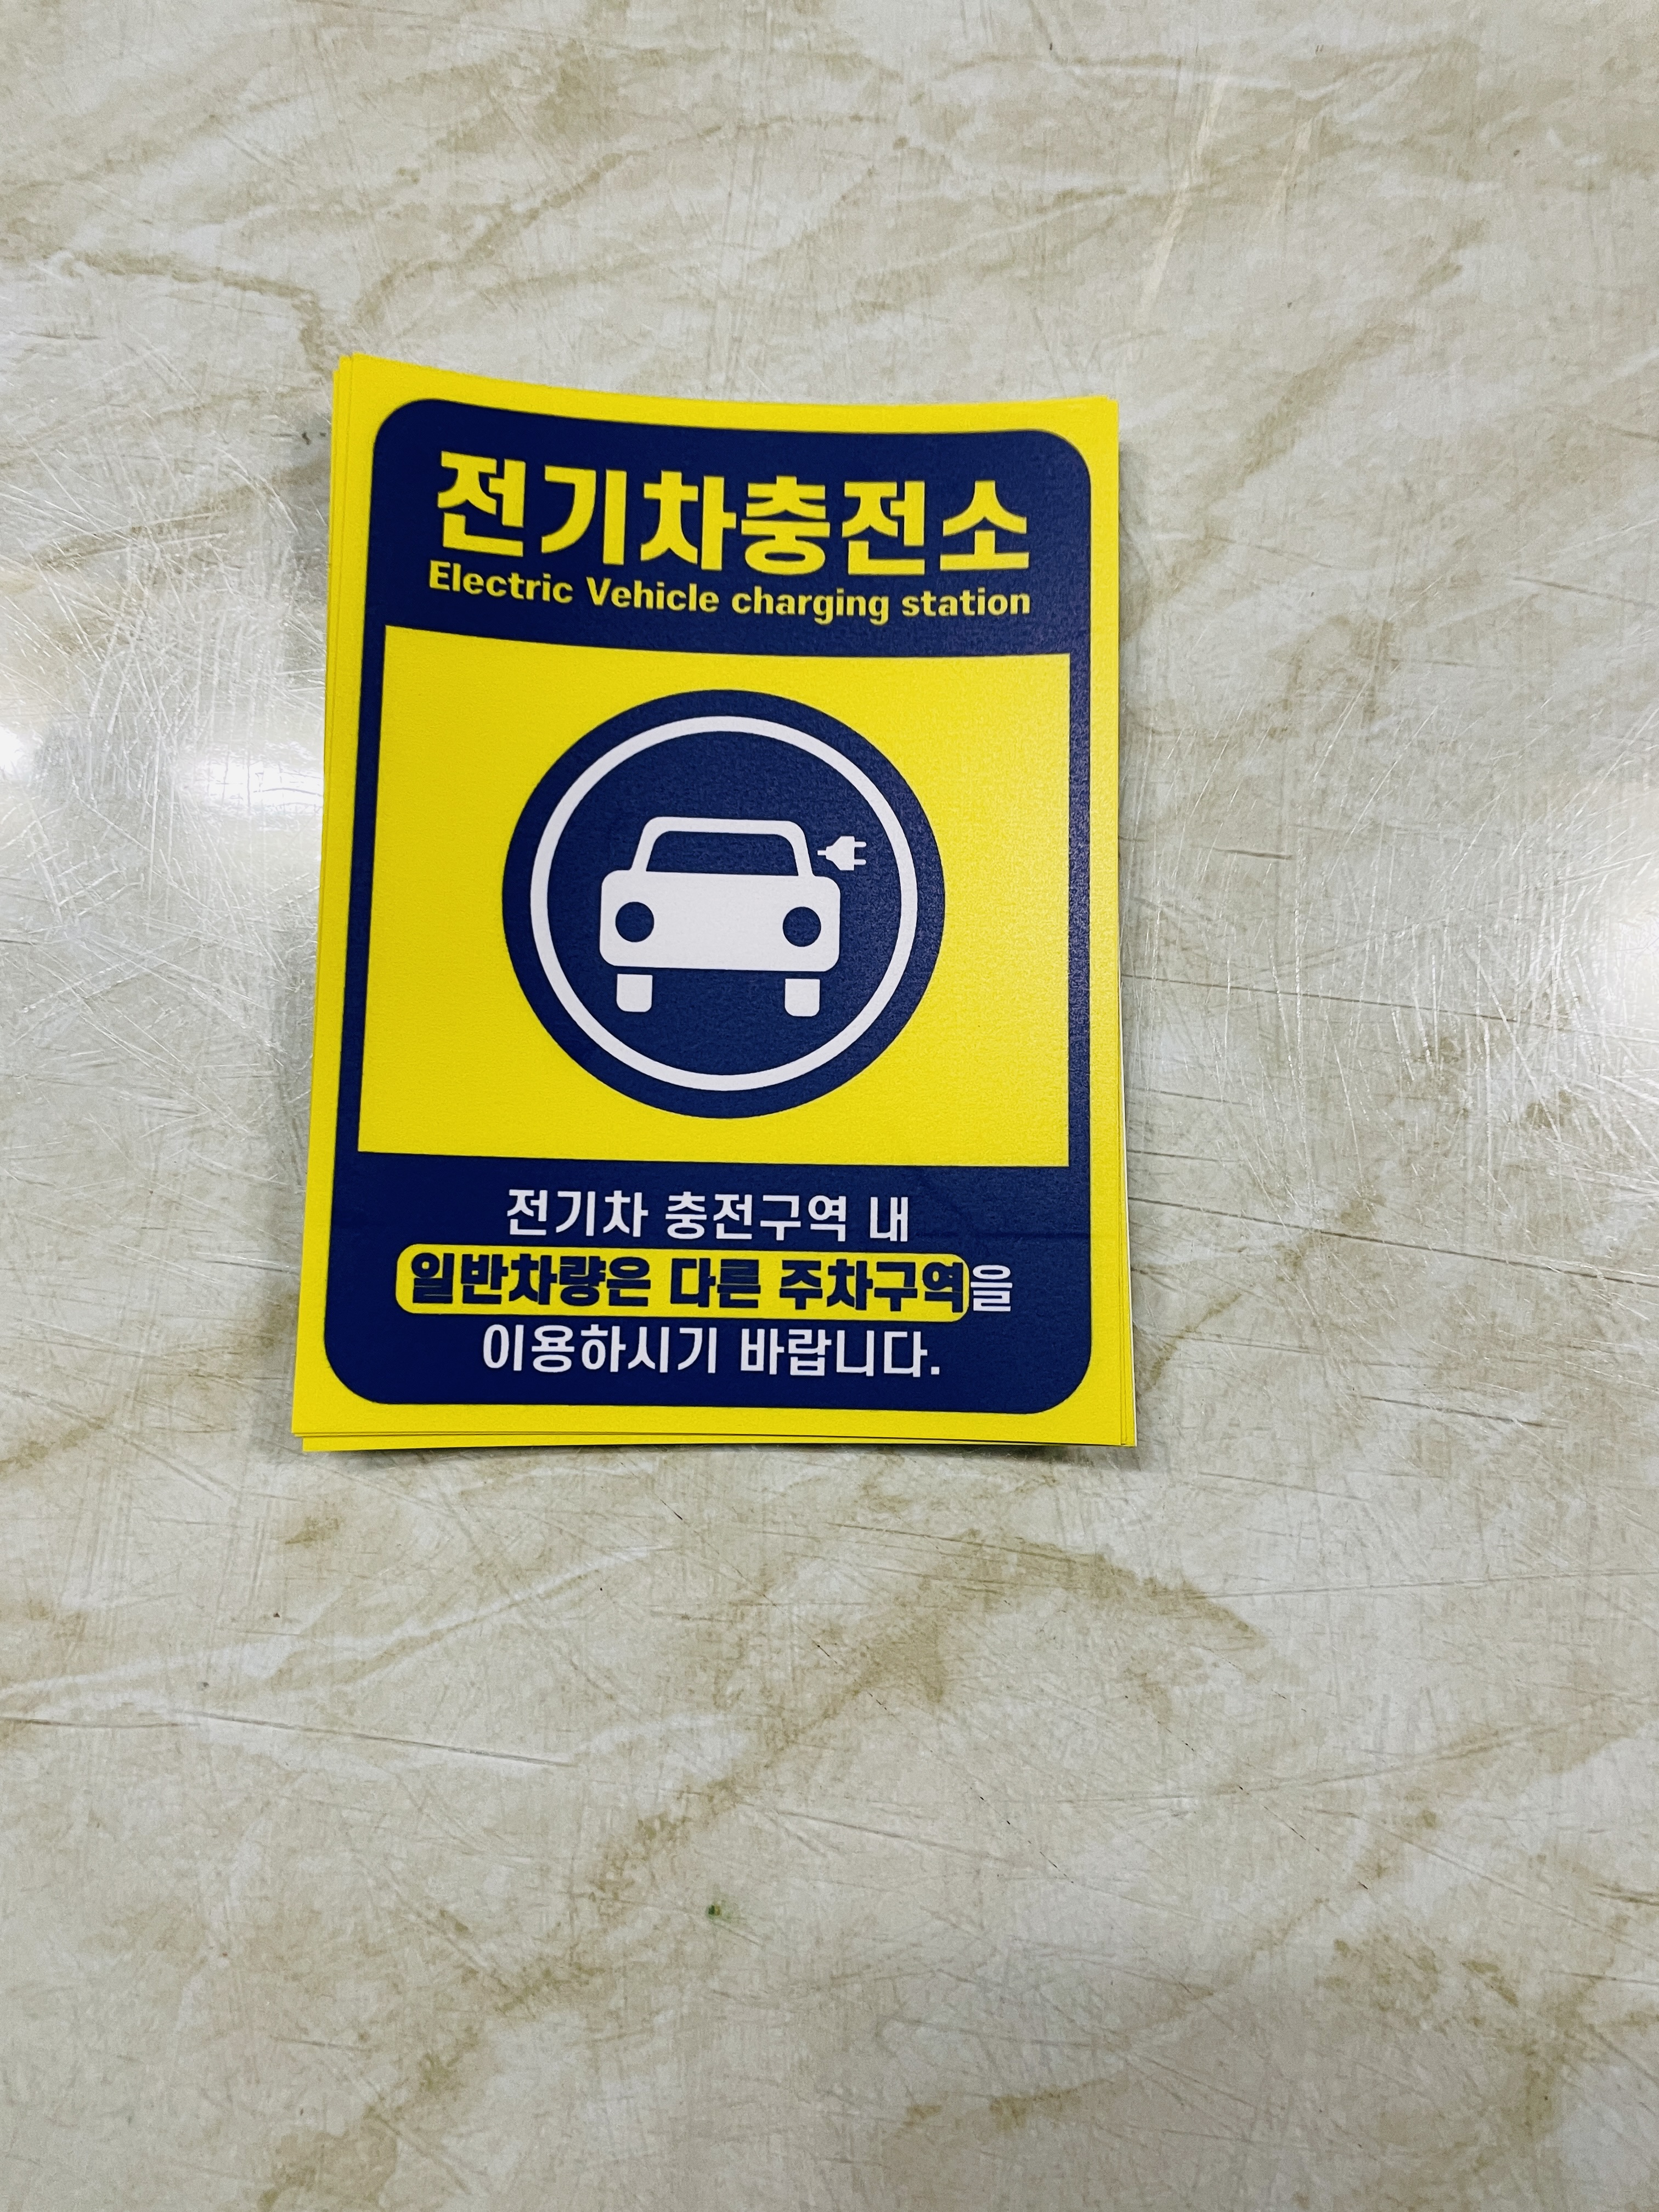 전기차충전소
Electric Vehicle charging station
전기차 충전구역 내
일반차량은 다른 주차구역을
이용하시기 바랍니다.